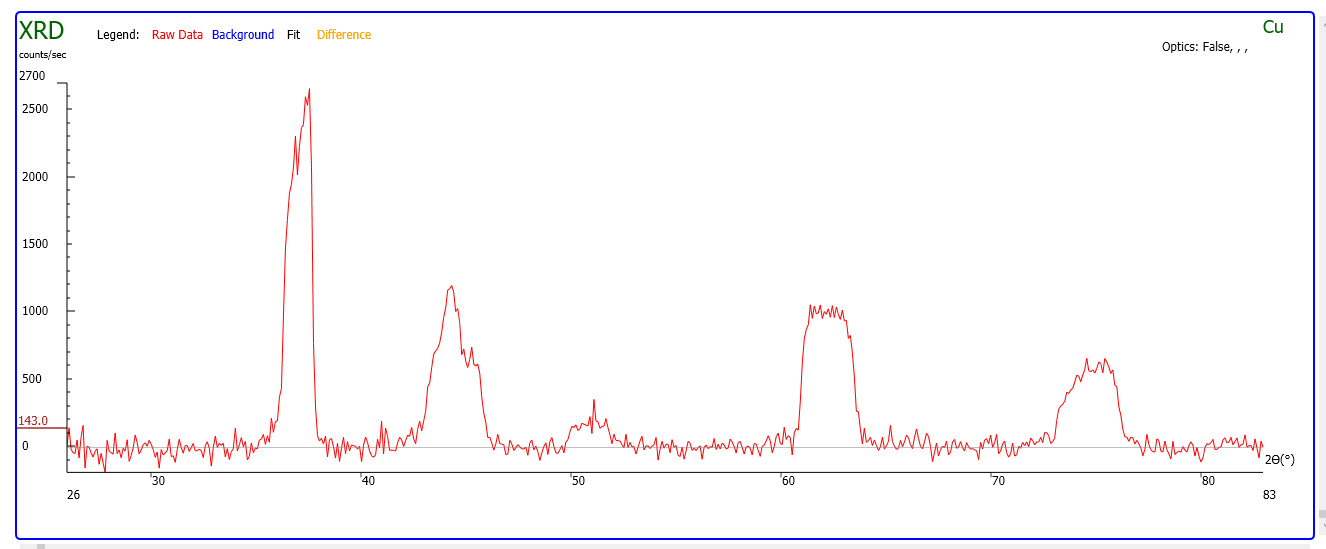 XRD
Legend: Raw Data Background Fit Difference
Cu
Optics: False, , ,
counts/sec
2700
2500
2000
1500
1000
500
143.0
0
30 40 50 60 70 80
2Θ(°)
26
83